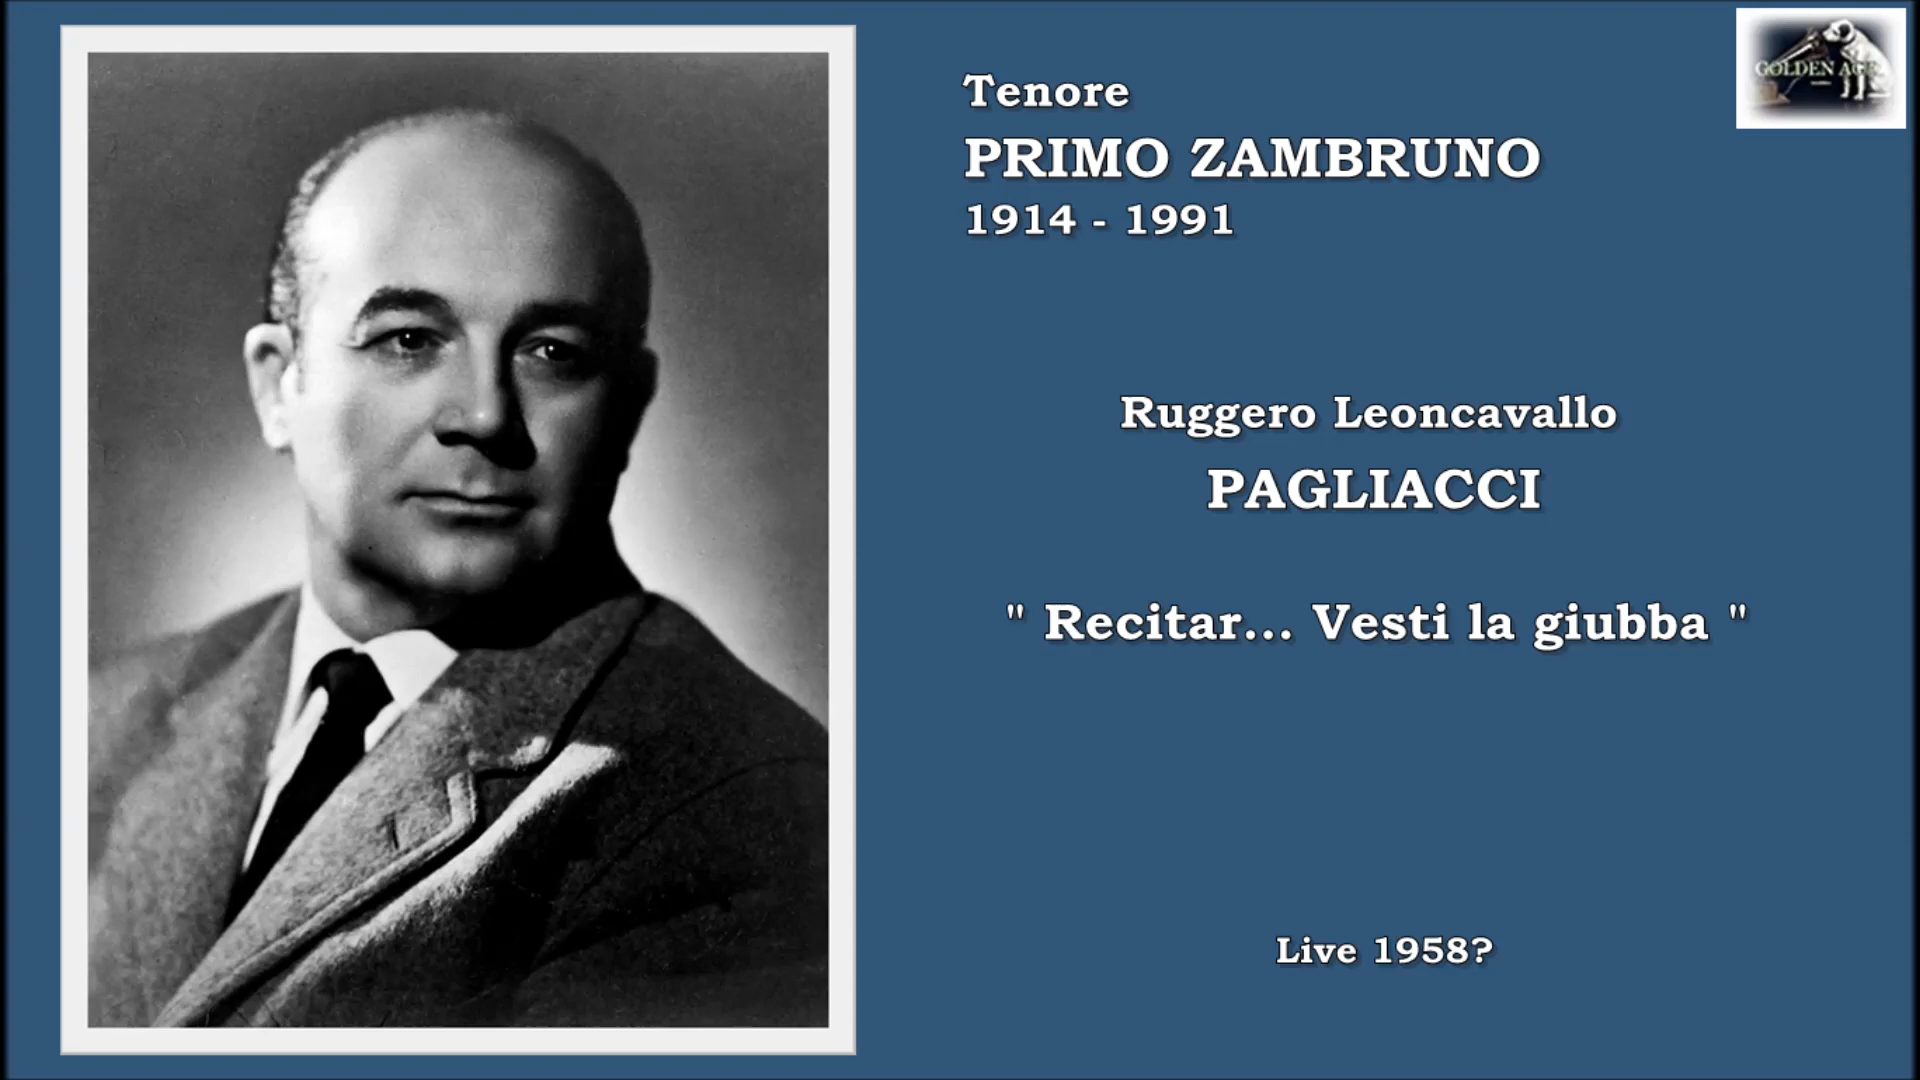 Tenore
PRIMO ZAMBRUNO
1914 - 1991
Ruggero Leoncavallo
PAGLIACCI
" Recitar... Vesti la giubba "
Live 1958?
GOLDEN AGE